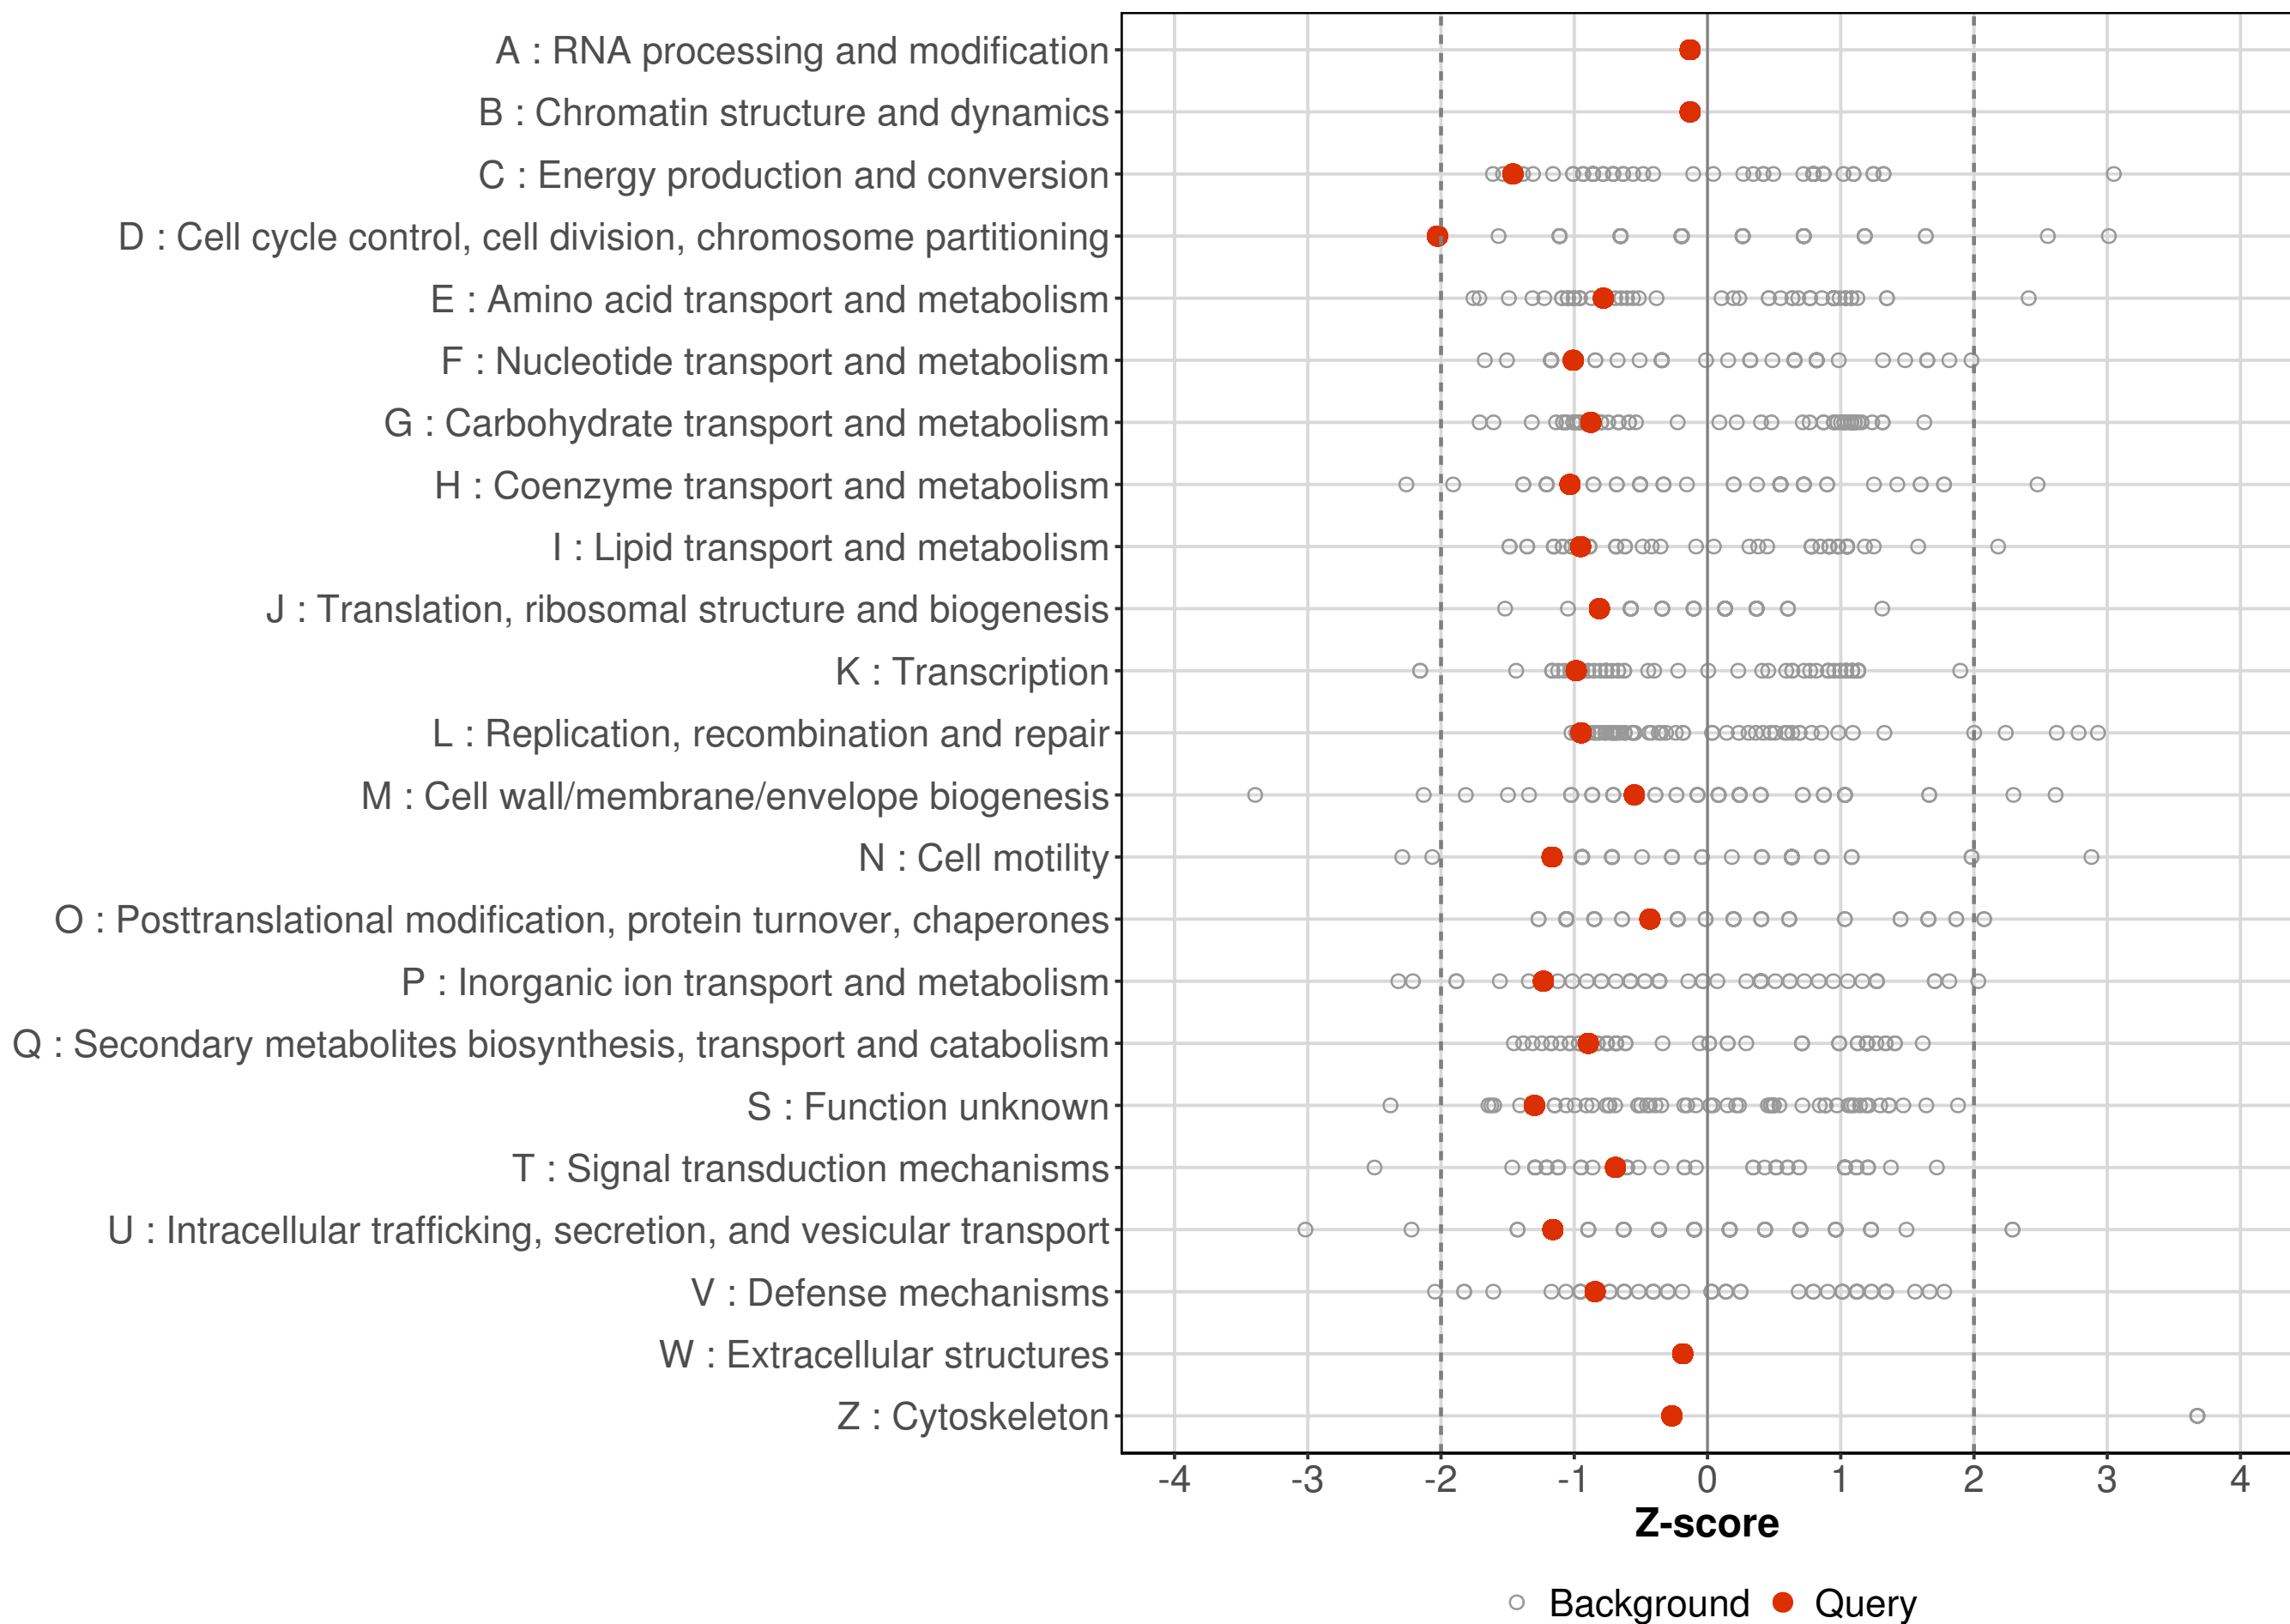 A : RNA processing and modification
B : Chromatin structure and dynamics
C : Energy production and conversion
D : Cell cycle control, cell division, chromosome partitioning
E : Amino acid transport and metabolism
F : Nucleotide transport and metabolism
G : Carbohydrate transport and metabolism
H : Coenzyme transport and metabolism
I : Lipid transport and metabolism
J : Translation, ribosomal structure and biogenesis
K : Transcription
L : Replication, recombination and repair
M : Cell wall/membrane/envelope biogenesis
N : Cell motility
O : Posttranslational modification, protein turnover, chaperones
P : Inorganic ion transport and metabolism
Q : Secondary metabolites biosynthesis, transport and catabolism
S : Function unknown
T : Signal transduction mechanisms
U : Intracellular trafficking, secretion, and vesicular transport
V : Defense mechanisms
W : Extracellular structures
Z : Cytoskeleton
-4 -3 -2 -1 0 1 2 3 4
Z-score
Background Query